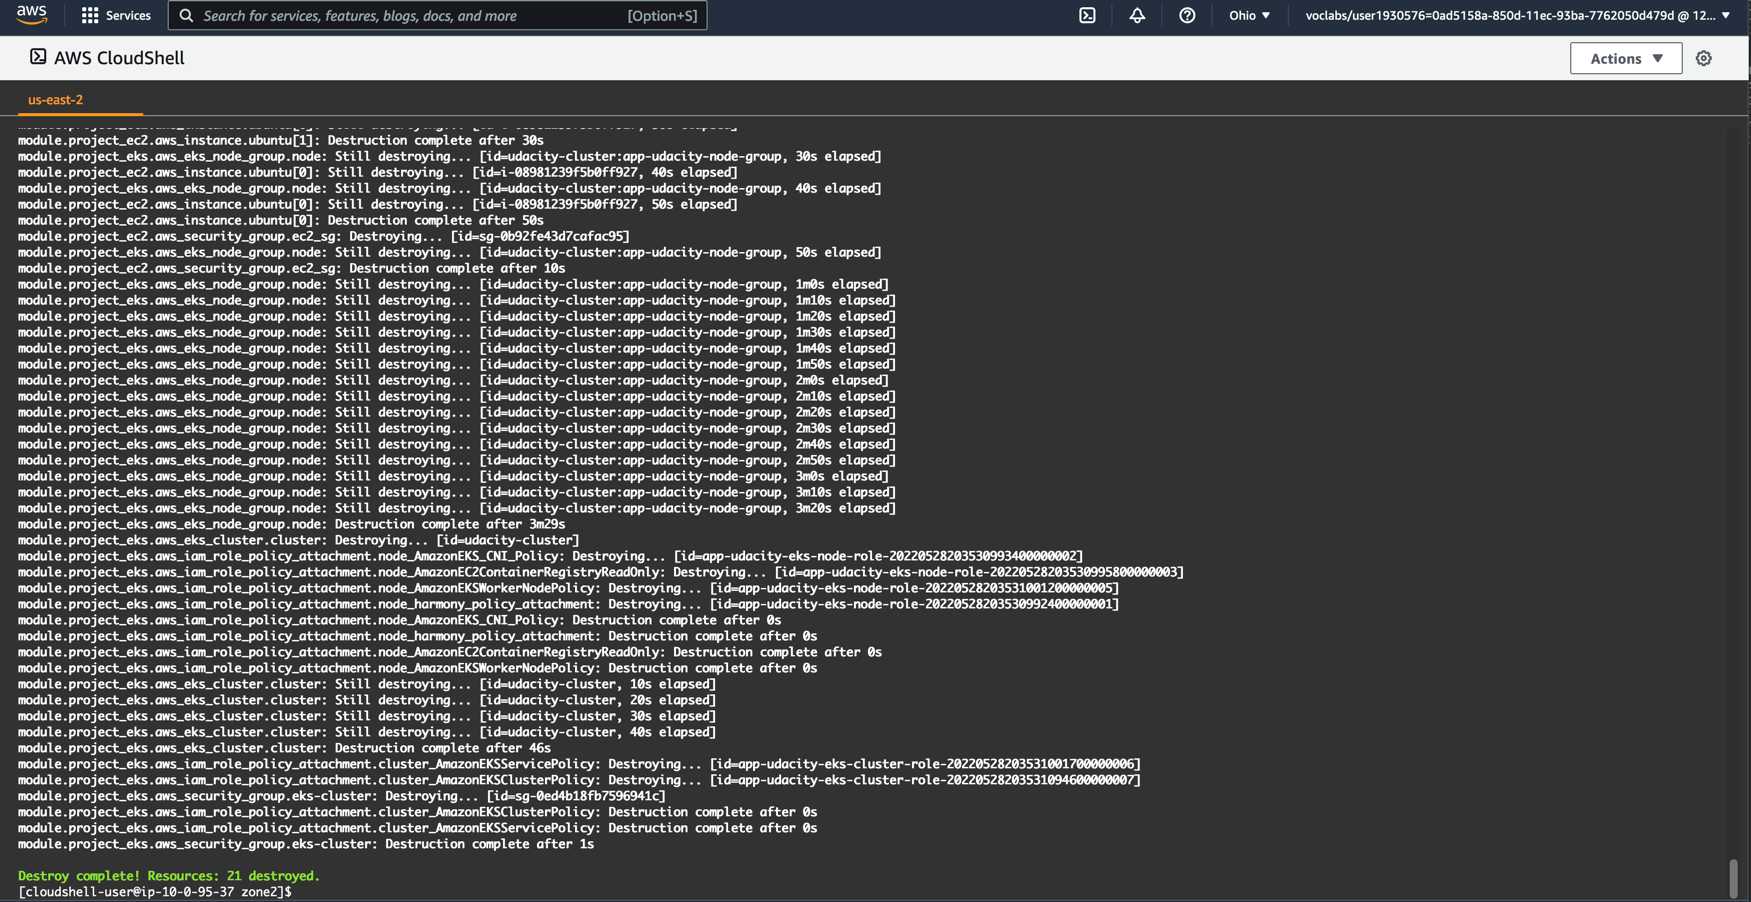 aws
Services
Search for services, features, blogs, docs, and more
[Option+S]
Ohio ▼
voclabs/user1930576=0ad5158a-850d-11ec-93ba-7762050d479d @ 12... ▼
AWS CloudShell
Actions ▼
us-east-2
module.project_ec2.aws_instance.ubuntu[1]: Destruction complete after 30s
module.project_eks.aws_eks_node_group.node: Still destroying... [id=udacity-cluster:app-udacity-node-group, 30s elapsed]
module.project_ec2.aws_instance.ubuntu[0]: Still destroying... [id=i-08981239f5b0ff927, 40s elapsed]
module.project_eks.aws_eks_node_group.node: Still destroying... [id=udacity-cluster:app-udacity-node-group, 40s elapsed]
module.project_ec2.aws_instance.ubuntu[0]: Still destroying... [id=i-08981239f5b0ff927, 50s elapsed]
module.project_ec2.aws_instance.ubuntu[0]: Destruction complete after 50s
module.project_ec2.aws_security_group.ec2_sg: Destroying... [id=sg-0b92fe43d7cafac95]
module.project_eks.aws_eks_node_group.node: Still destroying... [id=udacity-cluster:app-udacity-node-group, 50s elapsed]
module.project_ec2.aws_security_group.ec2_sg: Destruction complete after 10s
module.project_eks.aws_eks_node_group.node: Still destroying... [id=udacity-cluster:app-udacity-node-group, 1m0s elapsed]
module.project_eks.aws_eks_node_group.node: Still destroying... [id=udacity-cluster:app-udacity-node-group, 1m10s elapsed]
module.project_eks.aws_eks_node_group.node: Still destroying... [id=udacity-cluster:app-udacity-node-group, 1m20s elapsed]
module.project_eks.aws_eks_node_group.node: Still destroying... [id=udacity-cluster:app-udacity-node-group, 1m30s elapsed]
module.project_eks.aws_eks_node_group.node: Still destroying... [id=udacity-cluster:app-udacity-node-group, 1m40s elapsed]
module.project_eks.aws_eks_node_group.node: Still destroying... [id=udacity-cluster:app-udacity-node-group, 1m50s elapsed]
module.project_eks.aws_eks_node_group.node: Still destroying... [id=udacity-cluster:app-udacity-node-group, 2m0s elapsed]
module.project_eks.aws_eks_node_group.node: Still destroying... [id=udacity-cluster:app-udacity-node-group, 2m10s elapsed]
module.project_eks.aws_eks_node_group.node: Still destroying... [id=udacity-cluster:app-udacity-node-group, 2m20s elapsed]
module.project_eks.aws_eks_node_group.node: Still destroying... [id=udacity-cluster:app-udacity-node-group, 2m30s elapsed]
module.project_eks.aws_eks_node_group.node: Still destroying... [id=udacity-cluster:app-udacity-node-group, 2m40s elapsed]
module.project_eks.aws_eks_node_group.node: Still destroying... [id=udacity-cluster:app-udacity-node-group, 2m50s elapsed]
module.project_eks.aws_eks_node_group.node: Still destroying... [id=udacity-cluster:app-udacity-node-group, 3m0s elapsed]
module.project_eks.aws_eks_node_group.node: Still destroying... [id=udacity-cluster:app-udacity-node-group, 3m10s elapsed]
module.project_eks.aws_eks_node_group.node: Still destroying... [id=udacity-cluster:app-udacity-node-group, 3m20s elapsed]
module.project_eks.aws_eks_node_group.node: Destruction complete after 3m29s
module.project_eks.aws_eks_cluster.cluster: Destroying... [id=udacity-cluster]
module.project_eks.aws_iam_role_policy_attachment.node_AmazonEKS_CNI_Policy: Destroying... [id=app-udacity-eks-node-role-20220528203530993400000002]
module.project_eks.aws_iam_role_policy_attachment.node_AmazonEC2ContainerRegistryReadOnly: Destroying... [id=app-udacity-eks-node-role-20220528203530995800000003]
module.project_eks.aws_iam_role_policy_attachment.node_AmazonEKSWorkerNodePolicy: Destroying... [id=app-udacity-eks-node-role-20220528203531001200000005]
module.project_eks.aws_iam_role_policy_attachment.node_harmony_policy_attachment: Destroying... [id=app-udacity-eks-node-role-20220528203530992400000001]
module.project_eks.aws_iam_role_policy_attachment.node_AmazonEKS_CNI_Policy: Destruction complete after 0s
module.project_eks.aws_iam_role_policy_attachment.node_harmony_policy_attachment: Destruction complete after 0s
module.project_eks.aws_iam_role_policy_attachment.node_AmazonEC2ContainerRegistryReadOnly: Destruction complete after 0s
module.project_eks.aws_iam_role_policy_attachment.node_AmazonEKSWorkerNodePolicy: Destruction complete after 0s
module.project_eks.aws_eks_cluster.cluster: Still destroying... [id=udacity-cluster, 10s elapsed]
module.project_eks.aws_eks_cluster.cluster: Still destroying... [id=udacity-cluster, 20s elapsed]
module.project_eks.aws_eks_cluster.cluster: Still destroying... [id=udacity-cluster, 30s elapsed]
module.project_eks.aws_eks_cluster.cluster: Still destroying... [id=udacity-cluster, 40s elapsed]
module.project_eks.aws_eks_cluster.cluster: Destruction complete after 46s
module.project_eks.aws_iam_role_policy_attachment.cluster_AmazonEKSServicePolicy: Destroying... [id=app-udacity-eks-cluster-role-20220528203531001700000006]
module.project_eks.aws_iam_role_policy_attachment.cluster_AmazonEKSClusterPolicy: Destroying... [id=app-udacity-eks-cluster-role-20220528203531094600000007]
module.project_eks.aws_security_group.eks-cluster: Destroying... [id=sg-0ed4b18fb7596941c]
module.project_eks.aws_iam_role_policy_attachment.cluster_AmazonEKSClusterPolicy: Destruction complete after 0s
module.project_eks.aws_iam_role_policy_attachment.cluster_AmazonEKSServicePolicy: Destruction complete after 0s
module.project_eks.aws_security_group.eks-cluster: Destruction complete after 1s
Destroy complete! Resources: 21 destroyed.
[cloudshell-user@ip-10-0-95-37 zone2]$